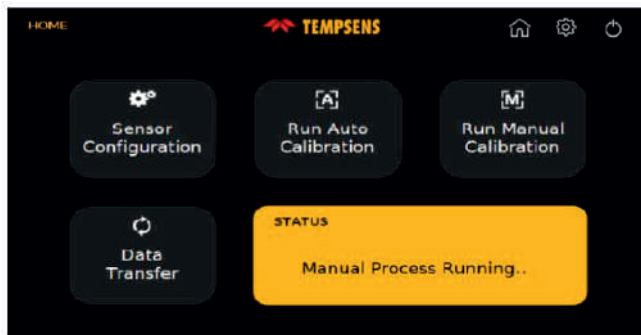 HOME
TEMPSENS
[A]
[M]
Sensor
Configuration
Run Auto
Calibration
Run Manual
Calibration
STATUS
Data
Transfer
Manual Process Running..